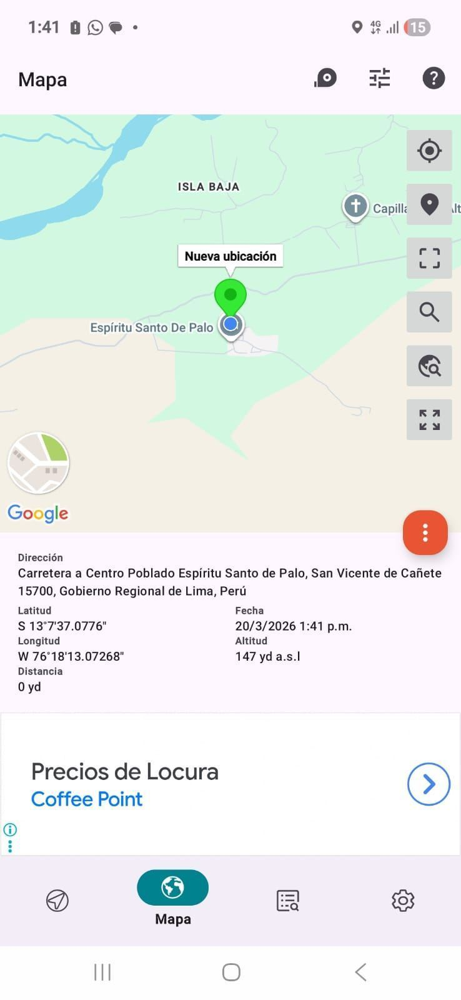 1:41
4G
15
Mapa
ISLA BAJA
Capilla
Alt
Nueva ubicación
Espíritu Santo De Palo
Google
Dirección
Carretera a Centro Poblado Espíritu Santo de Palo, San Vicente de Cañete
15700, Gobierno Regional de Lima, Perú
Latitud
Fecha
S 13°7'37.0776"
20/3/2026 1:41 p.m.
Longitud
Altitud
W 76°18'13.07268"
147 yd a.s.l
Distancia
0 yd
Precios de Locura
Coffee Point
Mapa